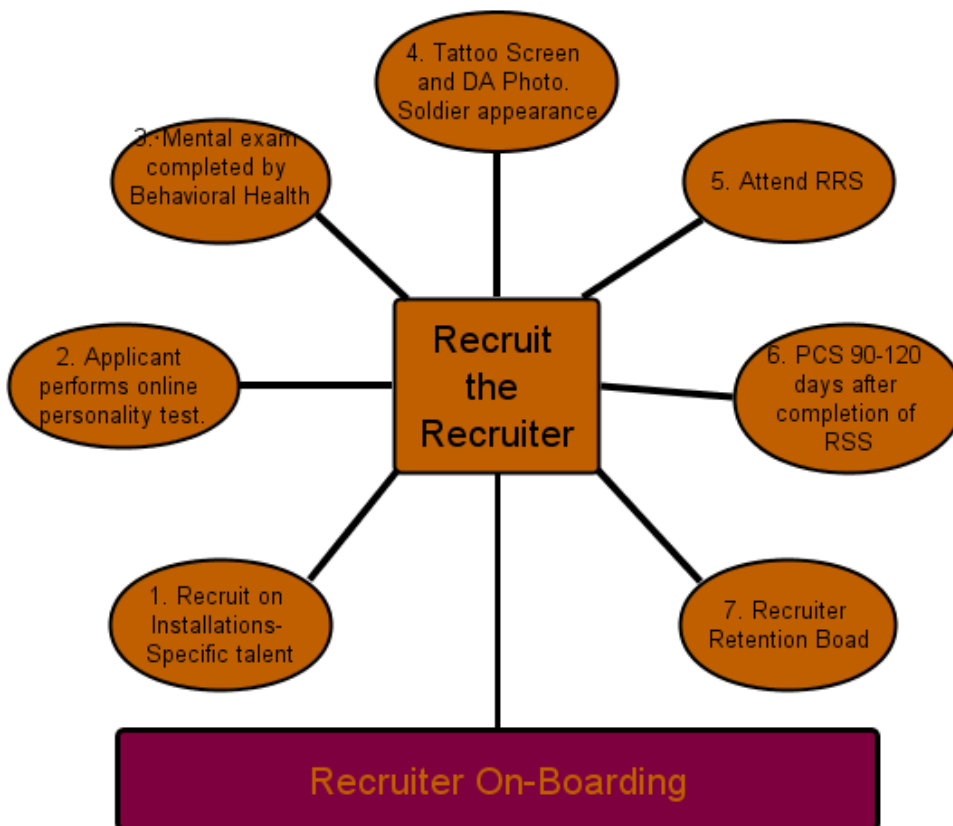 4. Tattoo Screen
and DA Photo.
Soldier appearance
3. Mental exam
completed by
Behavioral Health
5. Attend RRS
Recruit
the
Recruiter
2. Applicant
performs online
personality test.
6. PCS 90-120
days after
completion of
RSS
1. Recruit on
Installations-
Specific talent
7. Recruiter
Retention Boad
Recruiter On-Boarding